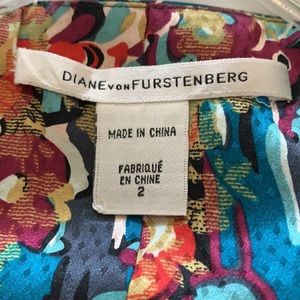 DIANE VON FURSTENBERG
MADE IN CHINA
FABRIQUÉ
EN CHINE
2